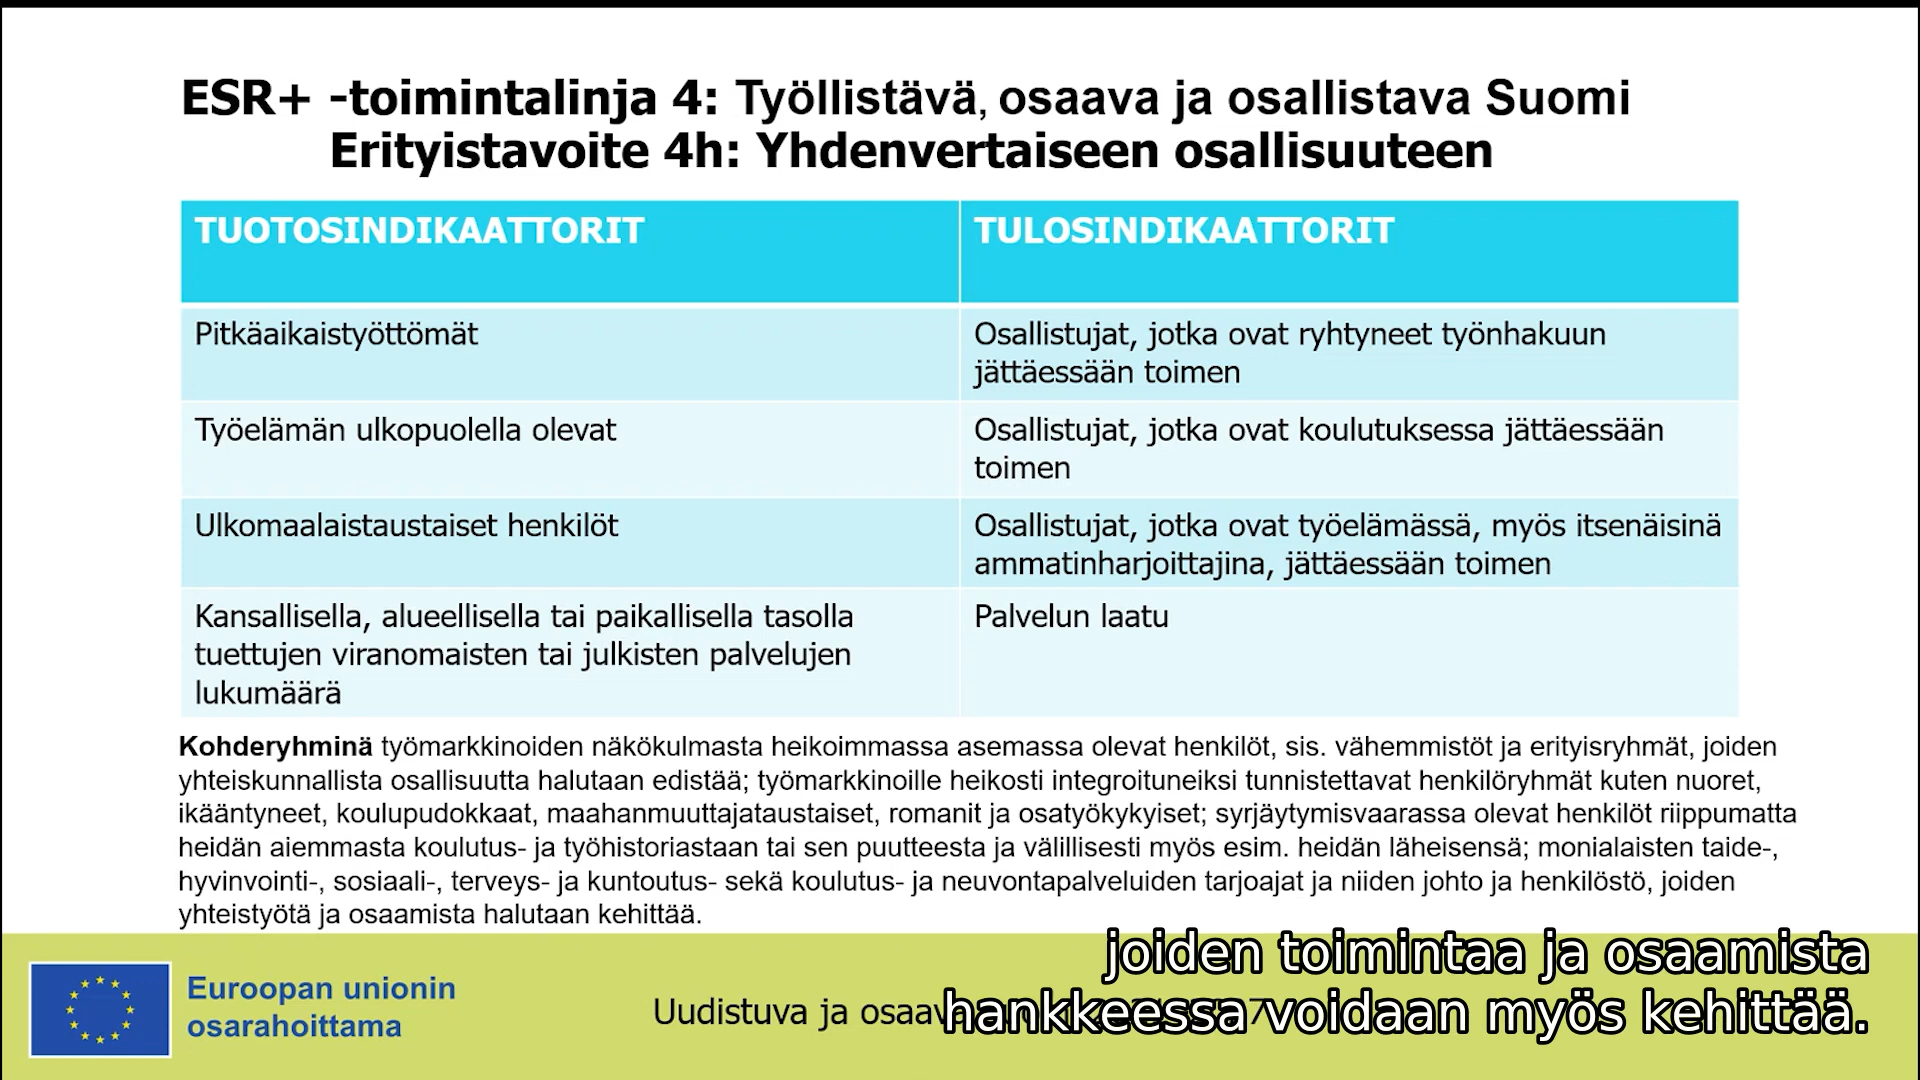 ESR+ -toimintalinja 4: Työllistävä, osaava ja osallistava Suomi
Erityistavoite 4h: Yhdenvertaiseen osallisuuteen
TUOTOSINDIKAATTORIT
TULOSINDIKAATTORIT
Pitkäaikaistyöttömät
Osallistujat, jotka ovat ryhtyneet työnhakuun
jättäessään toimen
Työelämän ulkopuolella olevat
Osallistujat, jotka ovat koulutuksessa jättäessään
toimen
Ulkomaalaistaustaiset henkilöt
Osallistujat, jotka ovat työelämässä, myös itsenäisinä
ammatinharjoittajina, jättäessään toimen
Kansallisella, alueellisella tai paikallisella tasolla
tuettujen viranomaisten tai julkisten palvelujen
lukumäärä
Palvelun laatu
Kohderyhminä työmarkkinoiden näkökulmasta heikoimmassa asemassa olevat henkilöt, sis. vähemmistöt ja erityisryhmät, joiden
yhteiskunnallista osallisuutta halutaan edistää; työmarkkinoille heikosti integroituneiksi tunnistettavat henkilöryhmät kuten nuoret,
ikääntyneet, koulupudokkaat, maahanmuuttajataustaiset, romanit ja osatyökykyiset; syrjäytymisvaarassa olevat henkilöt riippumatta
heidän aiemmasta koulutus- ja työhistoriastaan tai sen puutteesta ja välillisesti myös esim. heidän läheisensä; monialaisten taide-,
hyvinvointi-, sosiaali-, terveys- ja kuntoutus- sekä koulutus- ja neuvontapalveluiden tarjoajat ja niiden johto ja henkilöstö, joiden
yhteistyötä ja osaamista halutaan kehittää.
Euroopan unionin
osarahoittama
Uudistuva ja
joiden toimintaa ja osaamista
hankkeessa voidaan myös kehittää.